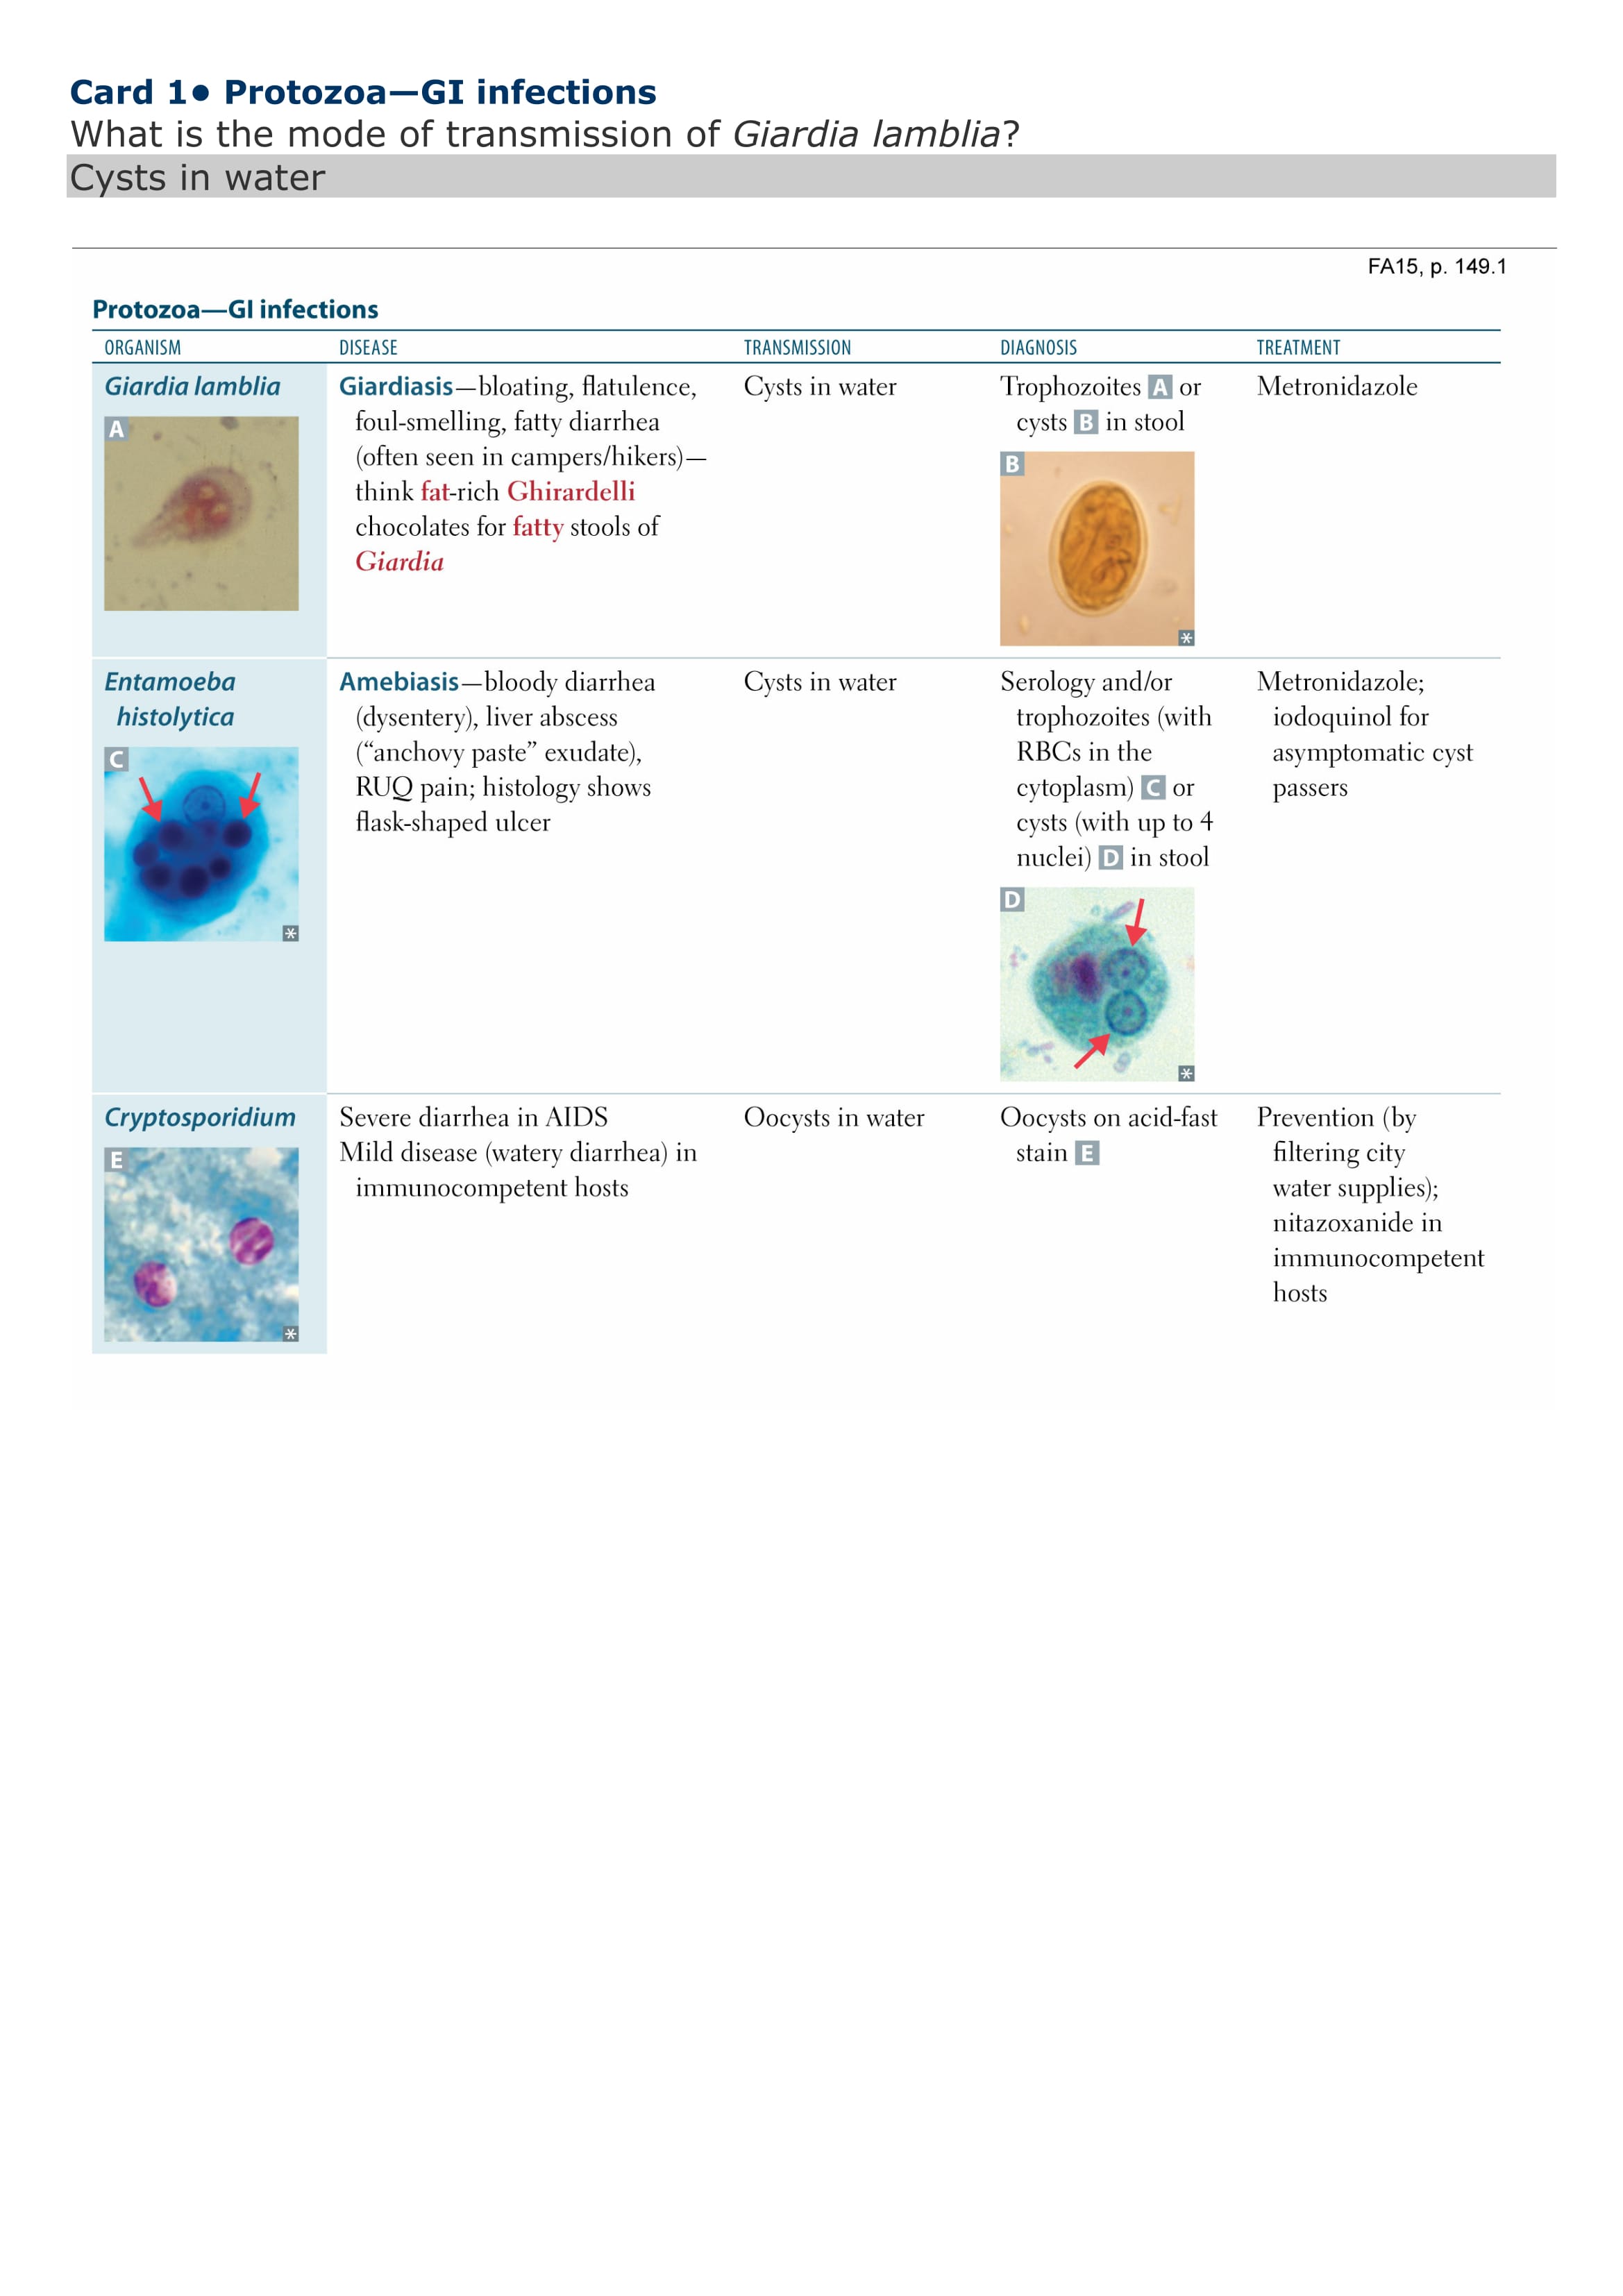 Card 1• Protozoa—GI infections
What is the mode of transmission of Giardia lamblia?
Cysts in water
FA15, p. 149.1
Protozoa—GI infections
ORGANISM DISEASE TRANSMISSION DIAGNOSIS TREATMENT
Giardia lamblia
A
Giardiasis—bloating, flatulence,
foul-smelling, fatty diarrhea
(often seen in campers/hikers)—
think fat-rich Ghirardelli
chocolates for fatty stools of
Giardia
Cysts in water
Trophozoites A or
cysts B in stool
B
Metronidazole
Entamoeba
histolytica
C
Amebiasis—bloody diarrhea
(dysentery), liver abscess
(“anchovy paste” exudate),
RUQ pain; histology shows
flask-shaped ulcer
Cysts in water
Serology and/or
trophozoites (with
RBCs in the
cytoplasm) C or
cysts (with up to 4
nuclei) D in stool
D
Metronidazole;
iodoquinol for
asymptomatic cyst
passers
Cryptosporidium
E
Severe diarrhea in AIDS
Mild disease (watery diarrhea) in
immunocompetent hosts
Oocysts in water
Oocysts on acid-fast
stain E
Prevention (by
filtering city
water supplies);
nitazoxanide in
immunocompetent
hosts